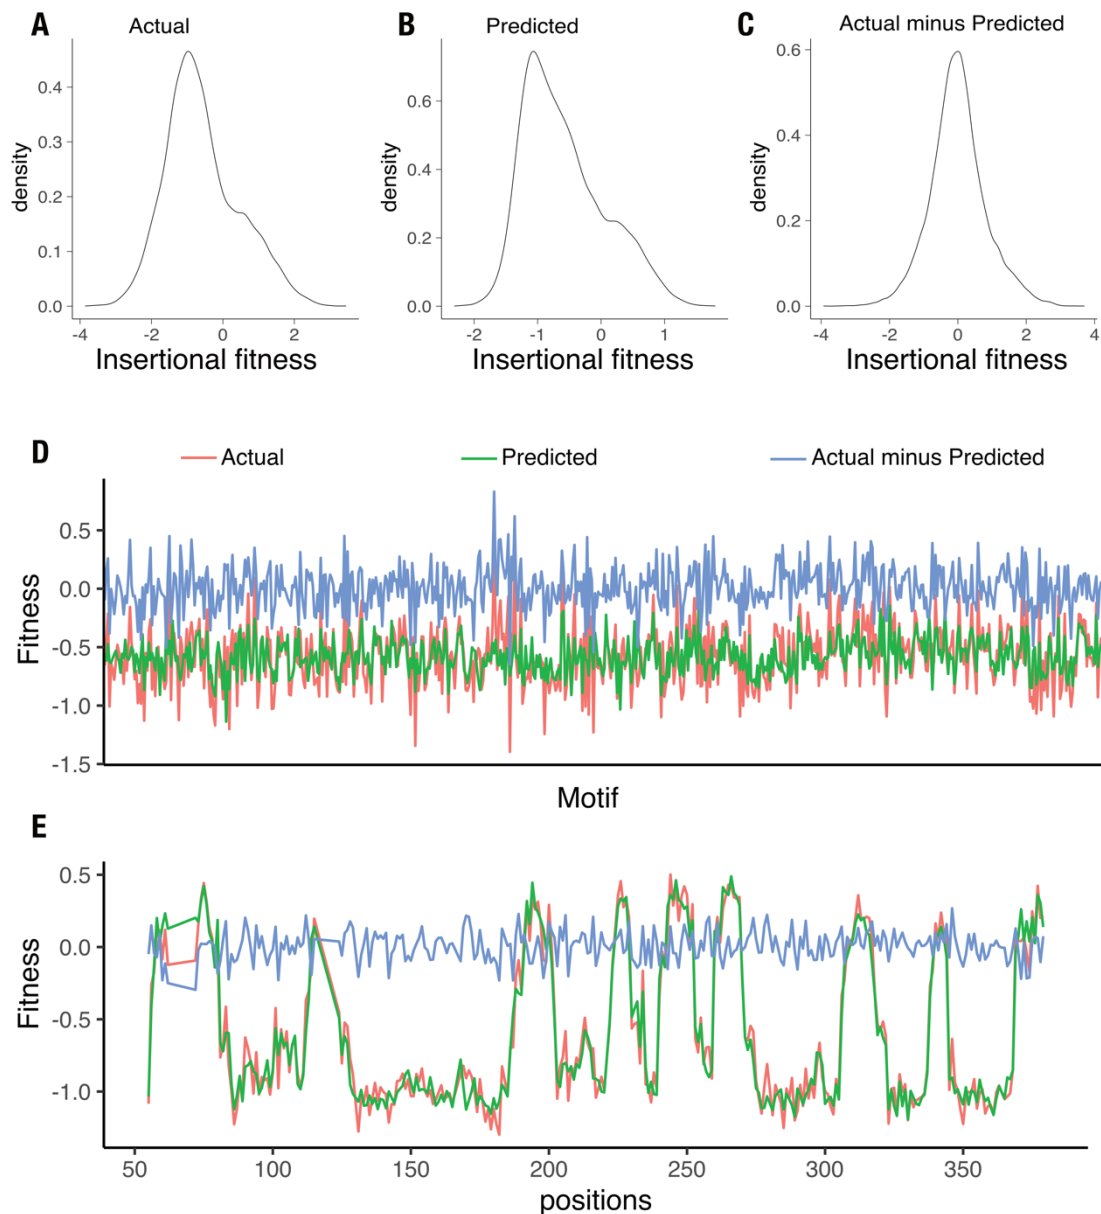 A Actual
B Predicted
C Actual minus Predicted
density
0.4
0.3
0.2
0.1
0.0
-4 -2 0 2
Insertional fitness
density
0.6
0.4
0.2
0.0
-2 -1 0 1
Insertional fitness
density
0.6
0.4
0.2
0.0
-4 -2 0 2 4
Insertional fitness
D
Actual Predicted Actual minus Predicted
Fitness
0.5
0.0
-0.5
-1.0
-1.5
Motif
E
Fitness
0.5
0.0
-0.5
-1.0
50 100 150 200 250 300 350
positions